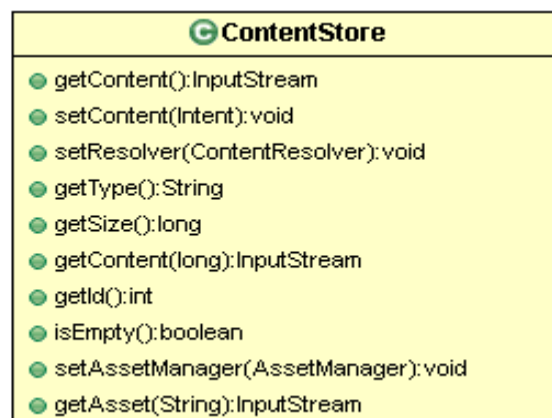 C ContentStore
getContent():InputStream
setContent(Intent):void
setResolver(ContentResolver):void
getType():String
getSize():long
getContent(long):InputStream
getId():int
isEmpty():boolean
setAssetManager(AssetManager):void
getAsset(String):InputStream